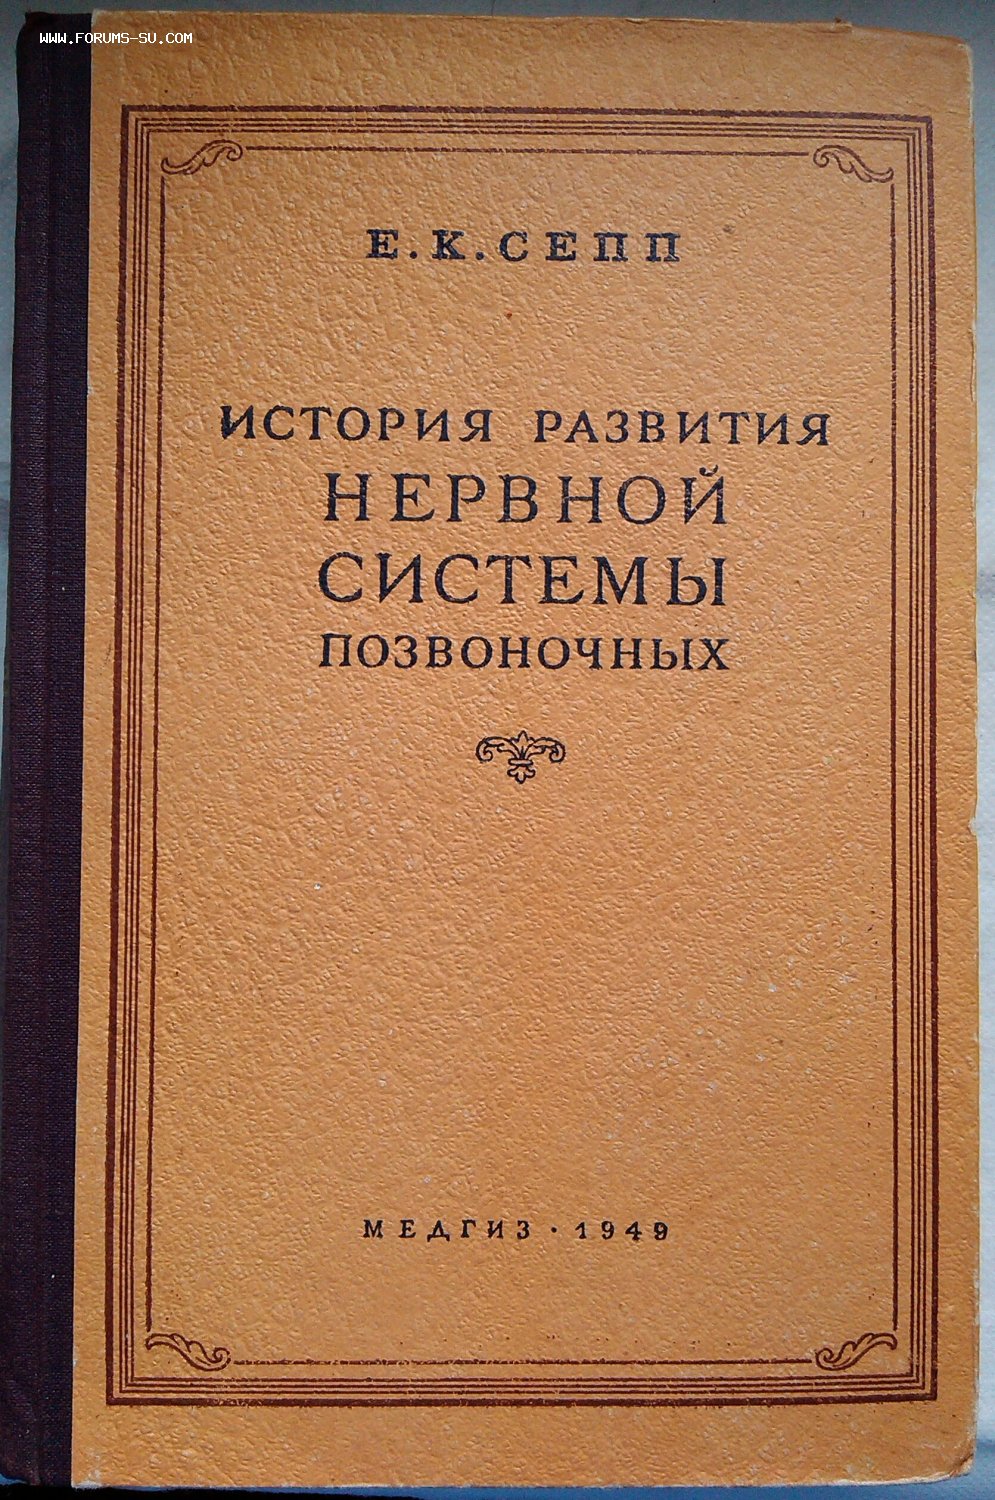 WWW.FORUMS-SU.COM
Е. К. СЕПП
ИСТОРИЯ РАЗВИТИЯ
НЕРВНОЙ
СИСТЕМЫ
ПОЗВОНОЧНЫХ
МЕДГИЗ · 1949